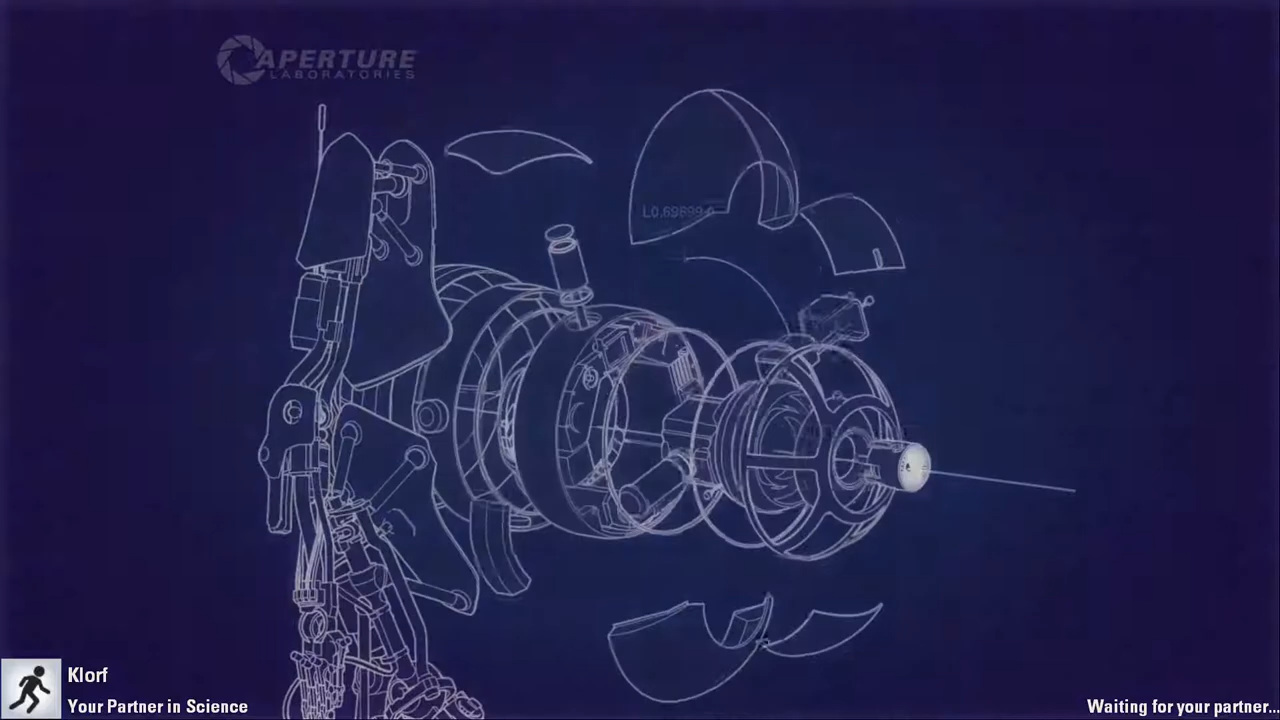 APERTURE
LABORATORIES
Klorf
Your Partner in Science
Waiting for your partner...